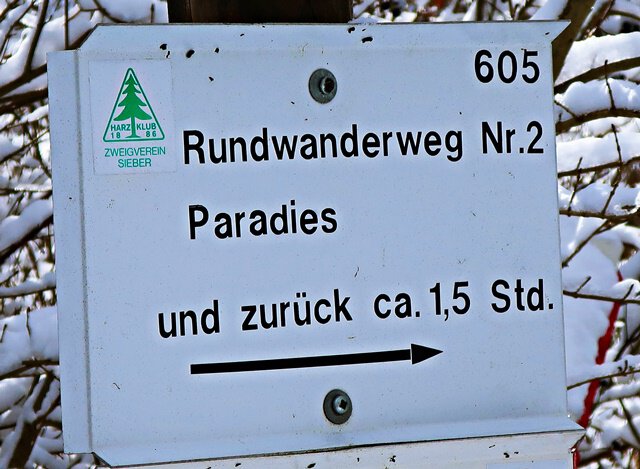 605
HARZ KLUB
18 86
ZWEIGVEREIN
SIEBER
Rundwanderweg Nr.2
Paradies
und zurück ca. 1,5 Std.